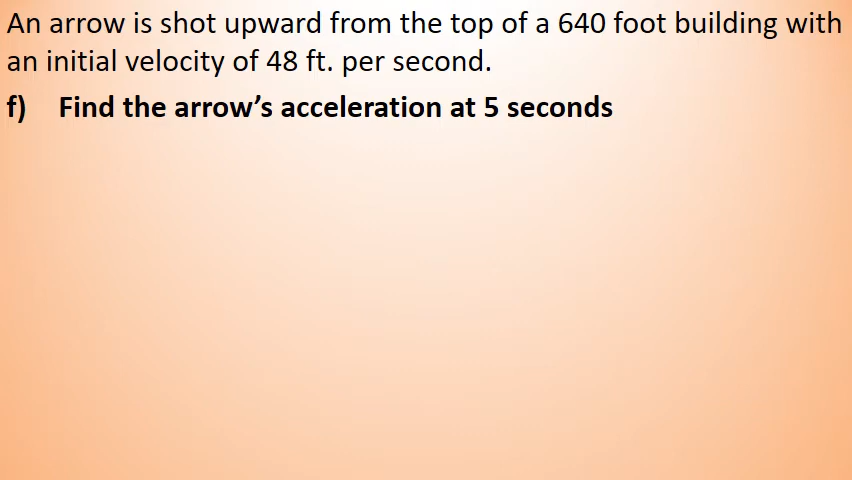 An arrow is shot upward from the top of a 640 foot building with
an initial velocity of 48 ft. per second.
f) Find the arrow’s acceleration at 5 seconds